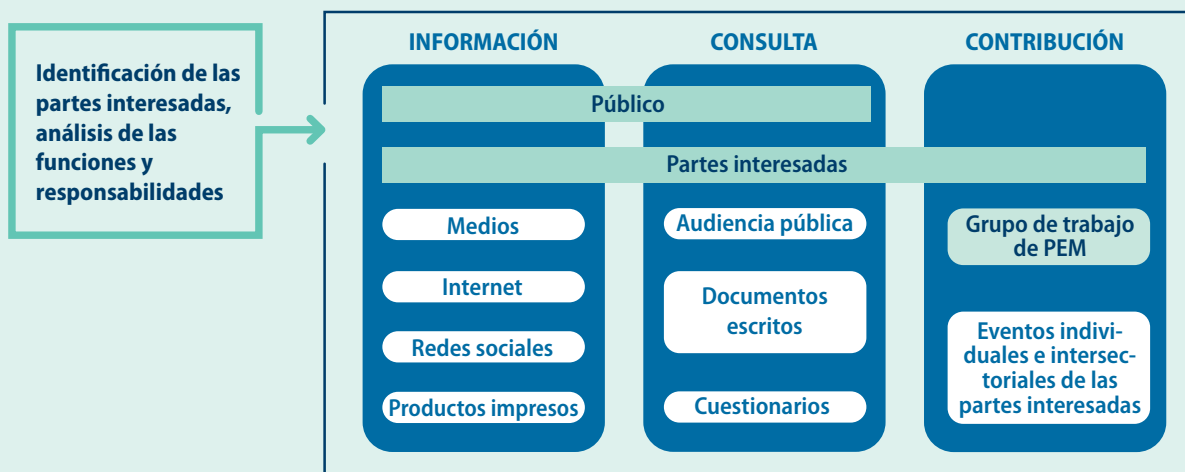 Identificación de las
partes interesadas,
análisis de las
funciones y
responsabilidades
INFORMACIÓN
CONSULTA
CONTRIBUCIÓN
Público
Partes interesadas
Medios
Internet
Redes sociales
Productos impresos
Audiencia pública
Documentos
escritos
Cuestionarios
Grupo de trabajo
de PEM
Eventos indivi-
duales e intersec-
toriales de las
partes interesadas